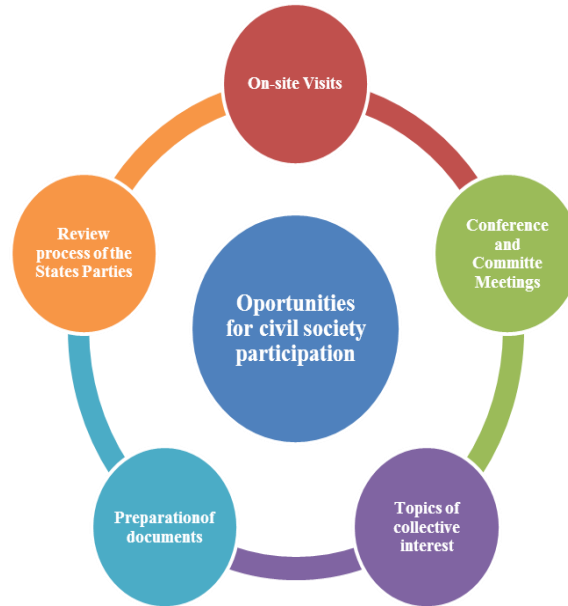 On-site Visits
Conference
and
Committe
Meetings
Review
process of the
States Parties
Oportunities
for civil society
participation
Preparationof
documents
Topics of
collective
interest